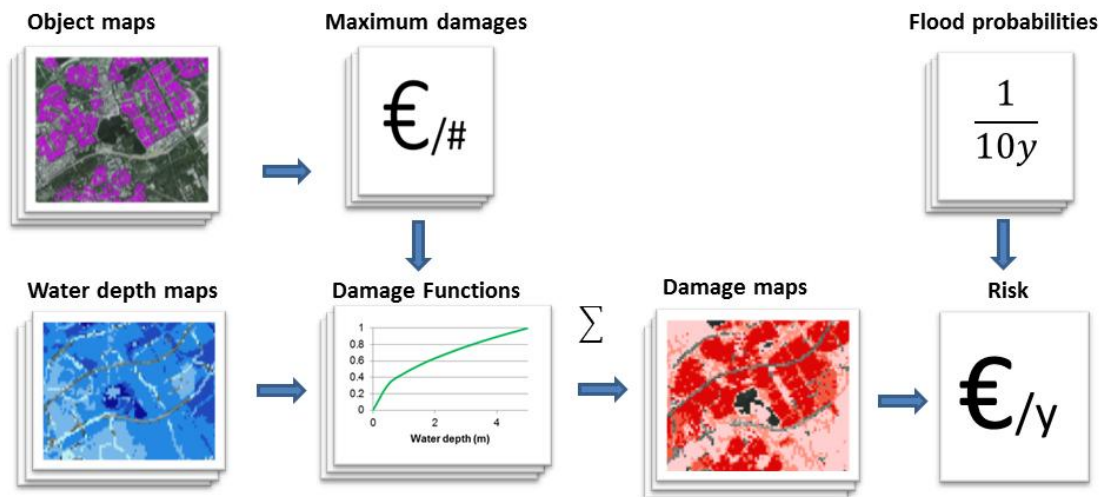 Object maps
Maximum damages
Flood probabilities
€/#
1
10y
Water depth maps
Damage Functions
∑
Damage maps
Risk
1
0.8
0.6
0.4
0.2
0
0 2 4
Water depth (m)
€/y